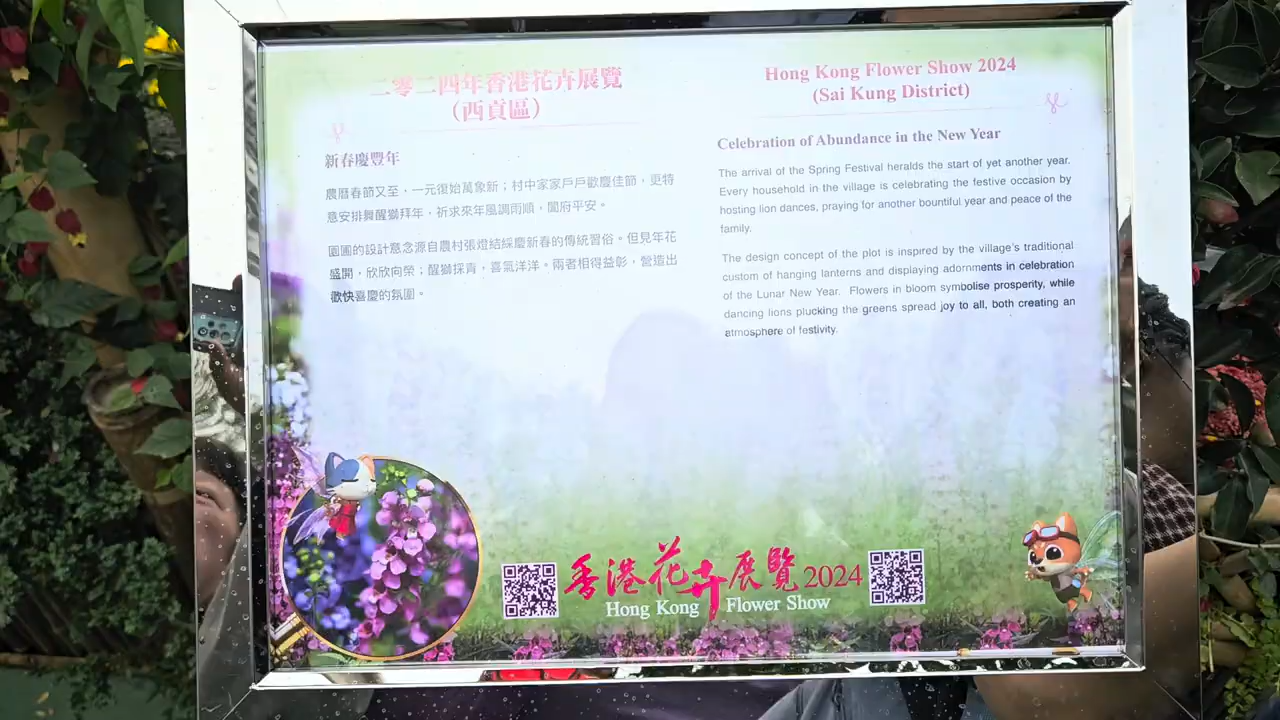 二零二四年香港花卉展覽
（西貢區）
新春慶豐年
農曆春節又至，一元復始萬象新；村中家家戶戶歡慶佳節，更特
意安排舞醒獅拜年，祈求來年風調雨順，闔府平安。
園圃的設計意念源自農村張燈結綵慶新春的傳統習俗。但見年花
盛開，欣欣向榮；醒獅採青，喜氣洋洋。兩者相得益彰，營造出
歡快喜慶的氛圍。
Hong Kong Flower Show 2024
(Sai Kung District)
Celebration of Abundance in the New Year
The arrival of the Spring Festival heralds the start of yet another year.
Every household in the village is celebrating the festive occasion by
hosting lion dances, praying for another bountiful year and peace of the
family.
The design concept of the plot is inspired by the village's traditional
custom of hanging lanterns and displaying adornments in celebration
of the Lunar New Year. Flowers in bloom symbolise prosperity, while
dancing lions plucking the greens spread joy to all, both creating an
atmosphere of festivity.
香港花卉展覽2024
Hong Kong Flower Show